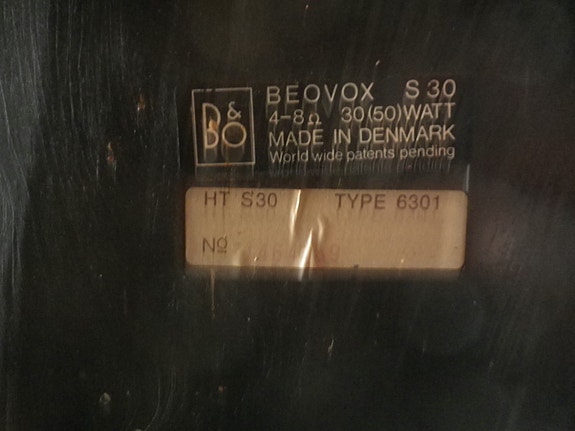 B&O
BEOVOX S 30
4-8Ω 30(50)WATT
MADE IN DENMARK
World wide patents pending
HT S30 TYPE 6301
Nº